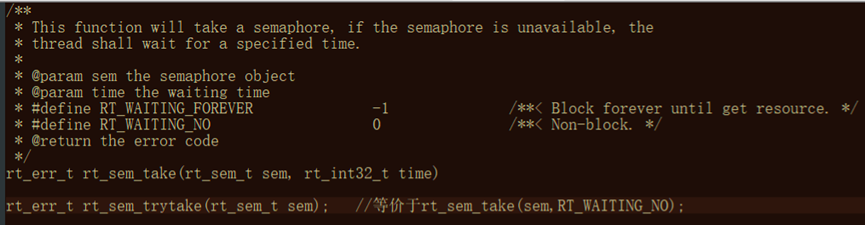 /**
 * This function will take a semaphore, if the semaphore is unavailable, the
 * thread shall wait for a specified time.
 *
 * @param sem the semaphore object
 * @param time the waiting time
 * #define RT_WAITING_FOREVER              -1              /**< Block forever until get resource. */
 * #define RT_WAITING_NO                   0               /**< Non-block. */
 * @return the error code
 */
rt_err_t rt_sem_take(rt_sem_t sem, rt_int32_t time)
rt_err_t rt_sem_trytake(rt_sem_t sem);   //等价于rt_sem_take(sem,RT_WAITING_NO);